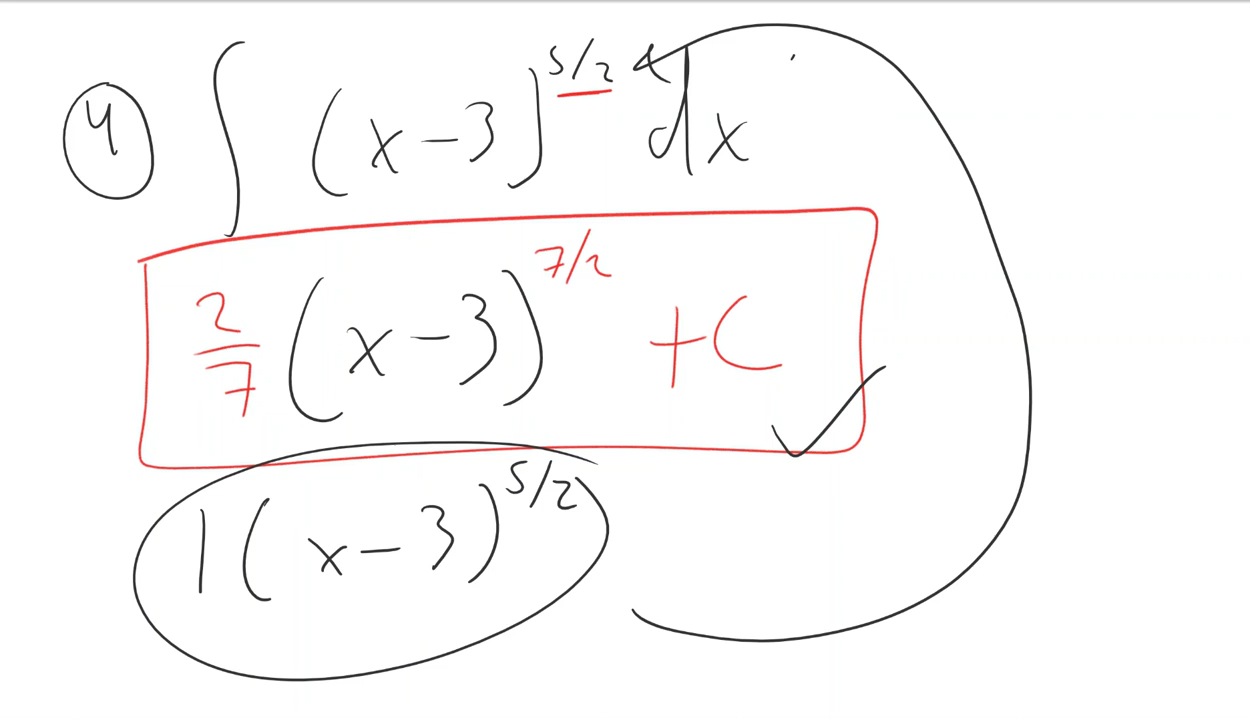 ④ ∫ (x-3)^{5/2} dx
2/7 (x-3)^{7/2} +C
1(x-3)^{5/2}